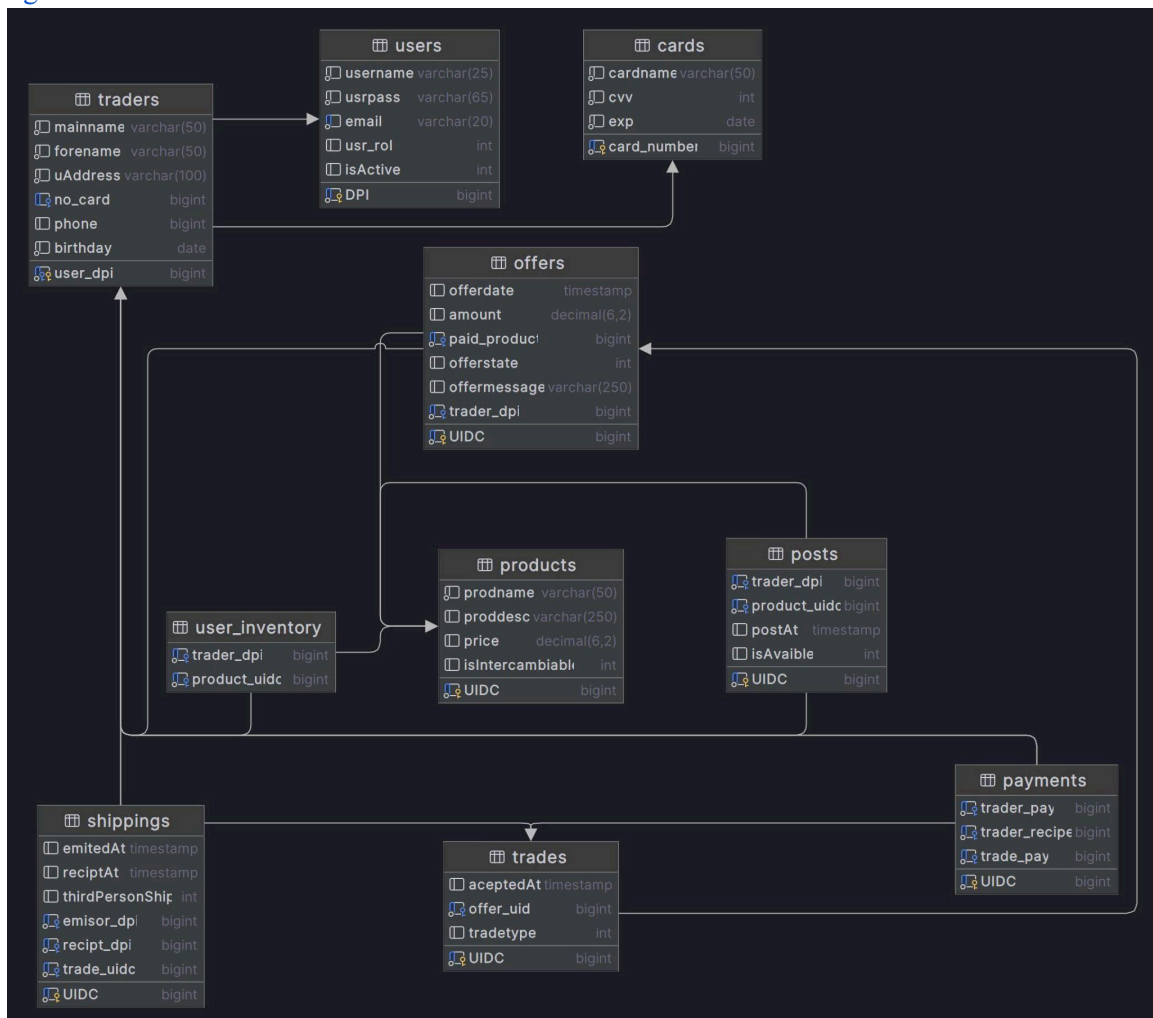 users
username varchar(25)
usrpass varchar(65)
email varchar(20)
usr_rol int
isActive int
DPI bigint
cards
cardname varchar(50)
cvv int
exp date
card_number bigint
traders
mainname varchar(50)
forename varchar(50)
uAddress varchar(100)
no_card bigint
phone bigint
birthday date
user_dpi bigint
offers
offerdate timestamp
amount decimal(6,2)
paid_product bigint
offerstate int
offermessage varchar(250)
trader_dpi bigint
UIDC bigint
products
prodname varchar(50)
proddesc varchar(250)
price decimal(6,2)
isIntercambiable int
UIDC bigint
posts
trader_dpi bigint
product_uidc bigint
postAt timestamp
isAvaible int
UIDC bigint
user_inventory
trader_dpi bigint
product_uidc bigint
payments
trader_pay bigint
trader_recipe bigint
trade_pay bigint
UIDC bigint
shippings
emitedAt timestamp
reciptAt timestamp
thirdPersonShip int
emisor_dpi bigint
recipt_dpi bigint
trade_uidc bigint
UIDC bigint
trades
aceptedAt timestamp
offer_uid bigint
tradetype int
UIDC bigint